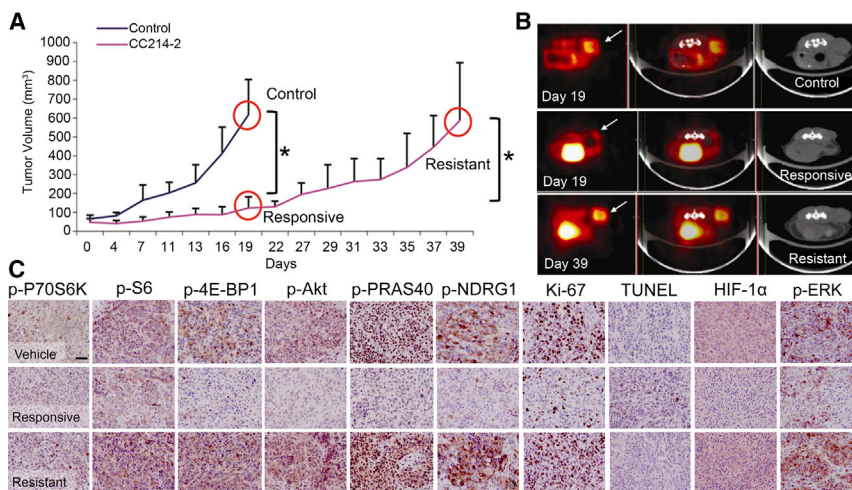 A
Control
CC214-2
Tumor Volume (mm³)
1000
900
800
700
600
500
400
300
200
100
0
Control
*
Responsive
Resistant
*
0 4 7 11 13 16 19 22 27 29 31 33 35 37 39
Days
B
Day 19
Control
Day 19
Responsive
Day 39
Resistant
C
p-P70S6K p-S6 p-4E-BP1 p-Akt p-PRAS40 p-NDRG1 Ki-67 TUNEL HIF-1α p-ERK
Vehicle
Responsive
Resistant